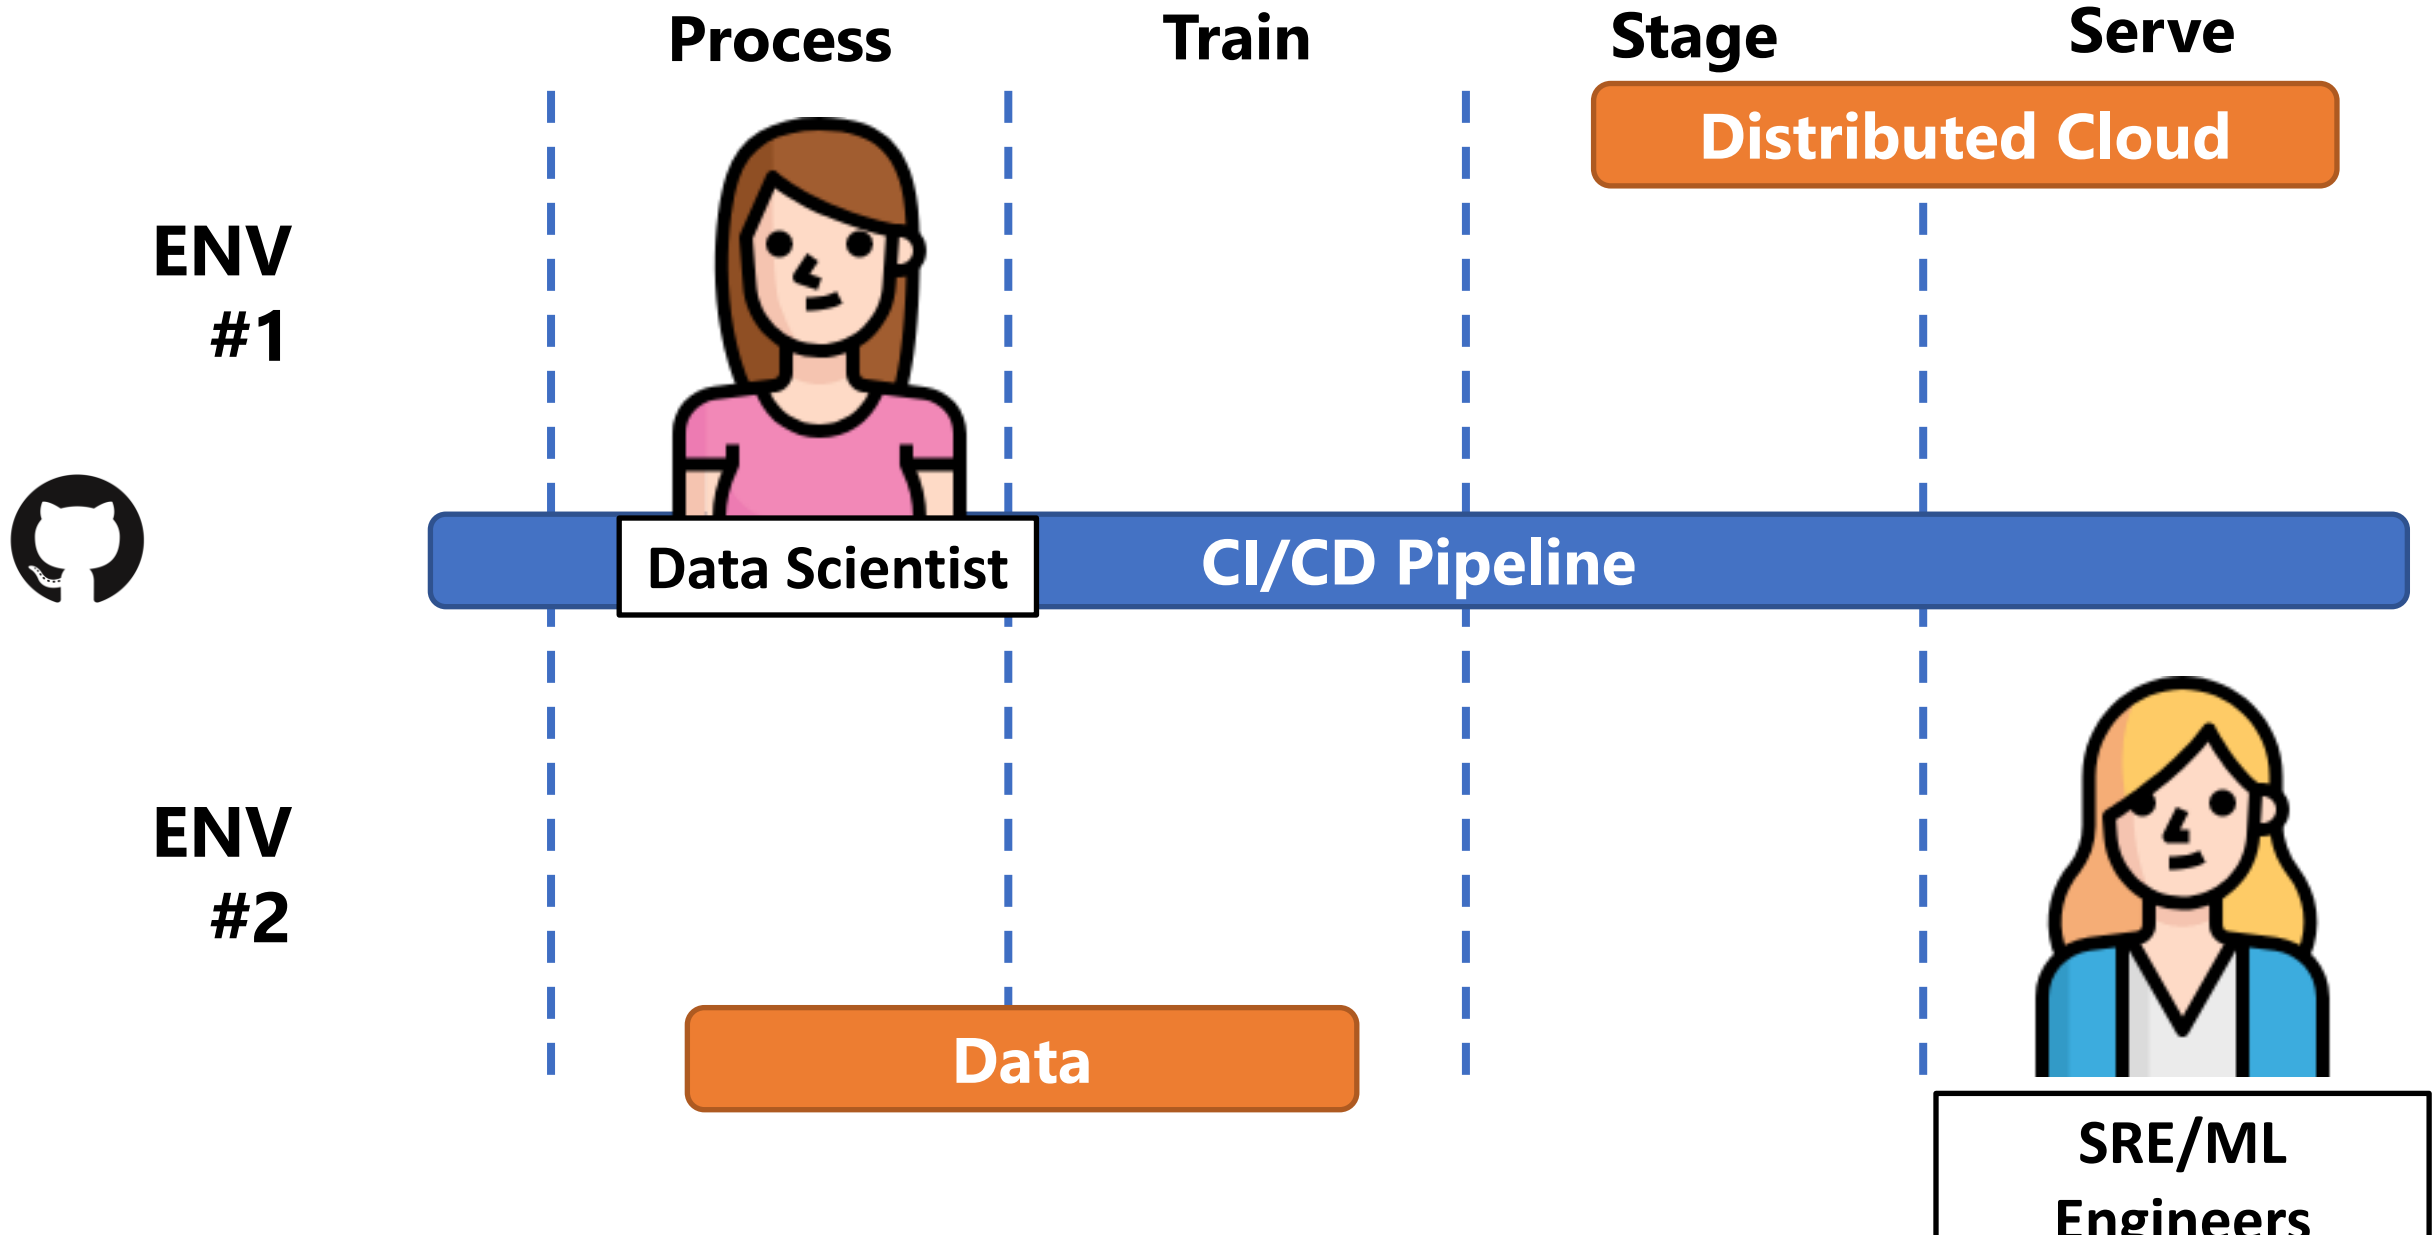 Process
Train
Stage
Serve
Distributed Cloud
ENV
#1
Data Scientist
CI/CD Pipeline
ENV
#2
Data
SRE/ML
Engineers